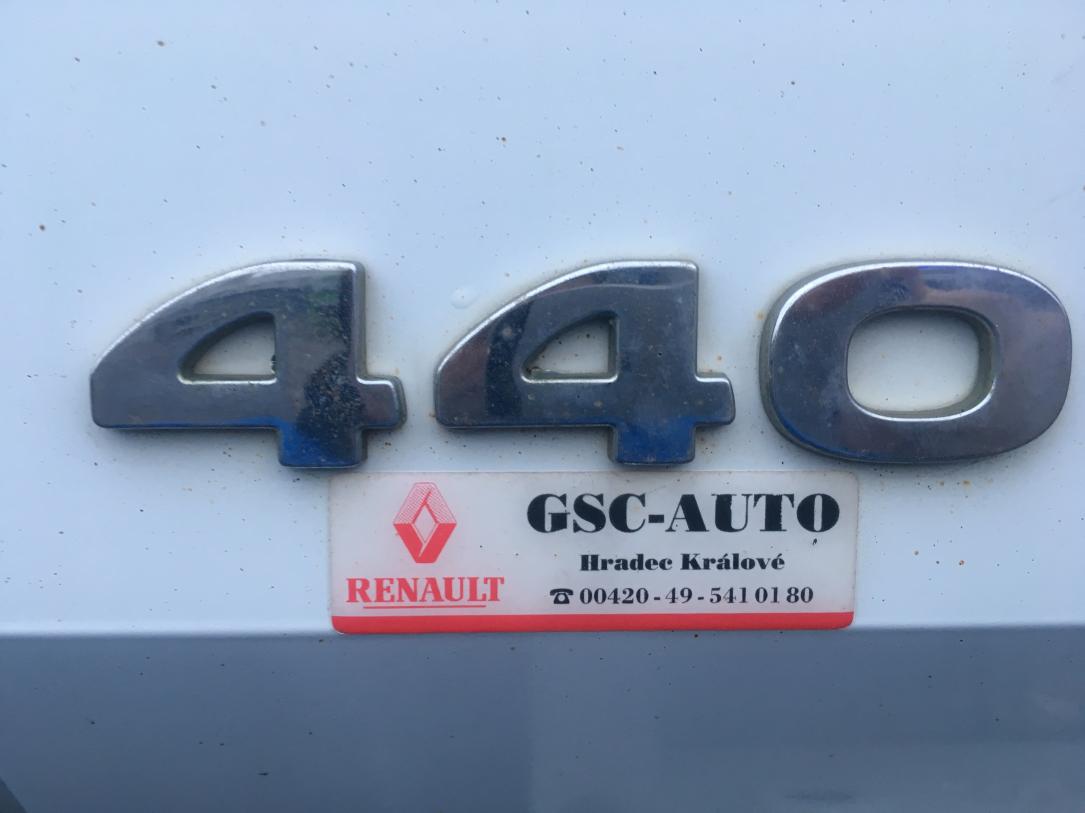 440
GSC-AUTO
Hradec Králové
RENAULT
☎ 00420-49-541 01 80